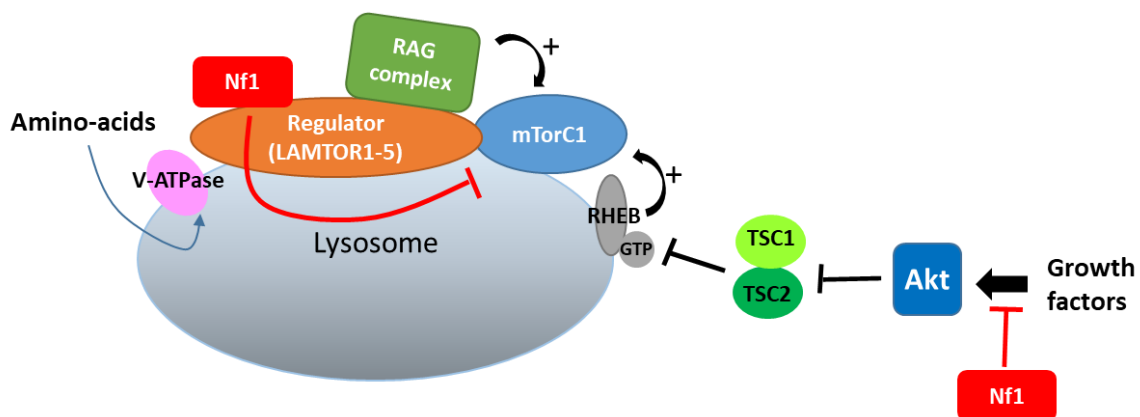 RAG
complex
+
Nf1
Amino-acids
Regulator
(LAMTOR1-5)
mTorC1
V-ATPase
+
RHEB
GTP
Lysosome
TSC1
TSC2
Akt
Growth
factors
Nf1